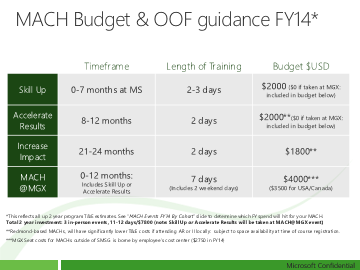 MACH Budget & OOF guidance FY14*
Timeframe Length of Training Budget $USD
Skill Up 0-7 months at MS 2-3 days $2000 ($0 if taken at MGX: included in budget below)
Accelerate Results 8-12 months 2 days $2000** ($0 if taken at MGX: included in budget below)
Increase Impact 21-24 months 2 days $1800**
MACH @MGX 0-12 months: Includes Skill Up or Accelerate Results 7 days (Includes 2 weekend days) $4000*** ($3500 for USA/Canada)
*This reflects all up 2 year program T&E estimates. See "MACH Events FY14 By Cohort" slide to determine which FY spend will hit for your MACH.
Total 2 year investment: 3 in-person events, 11-12 days/$7800 (note Skill Up or Accelerate Results will be taken at MACH@MGX event)
**Redmond-based MACHs, will have significantly lower T&E costs if attending AR or II locally: subject to space availability at time of course registration.
***MGX Seat costs for MACHs outside of SMSG is borne by employee's cost center ($2750 in FY14)
Microsoft Confidential